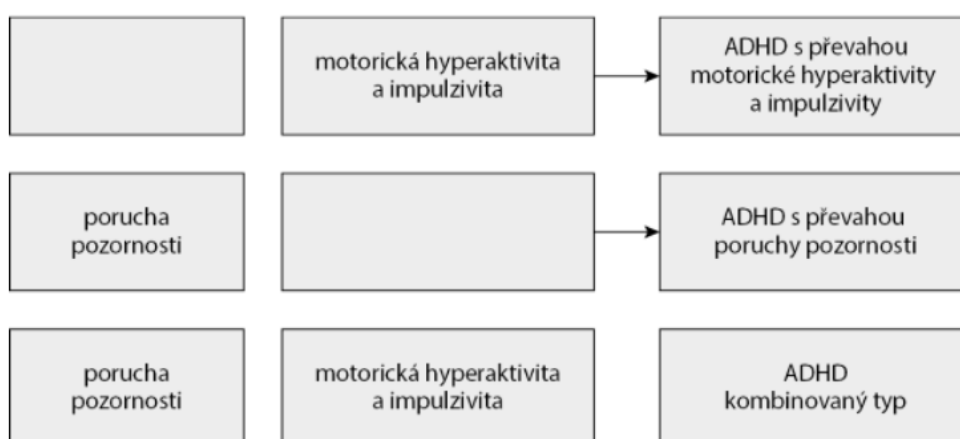 motorická hyperaktivita
a impulzivita
ADHD s převahou
motorické hyperaktivity
a impulzivity
porucha
pozornosti
ADHD s převahou
poruchy pozornosti
porucha
pozornosti
motorická hyperaktivita
a impulzivita
ADHD
kombinovaný typ